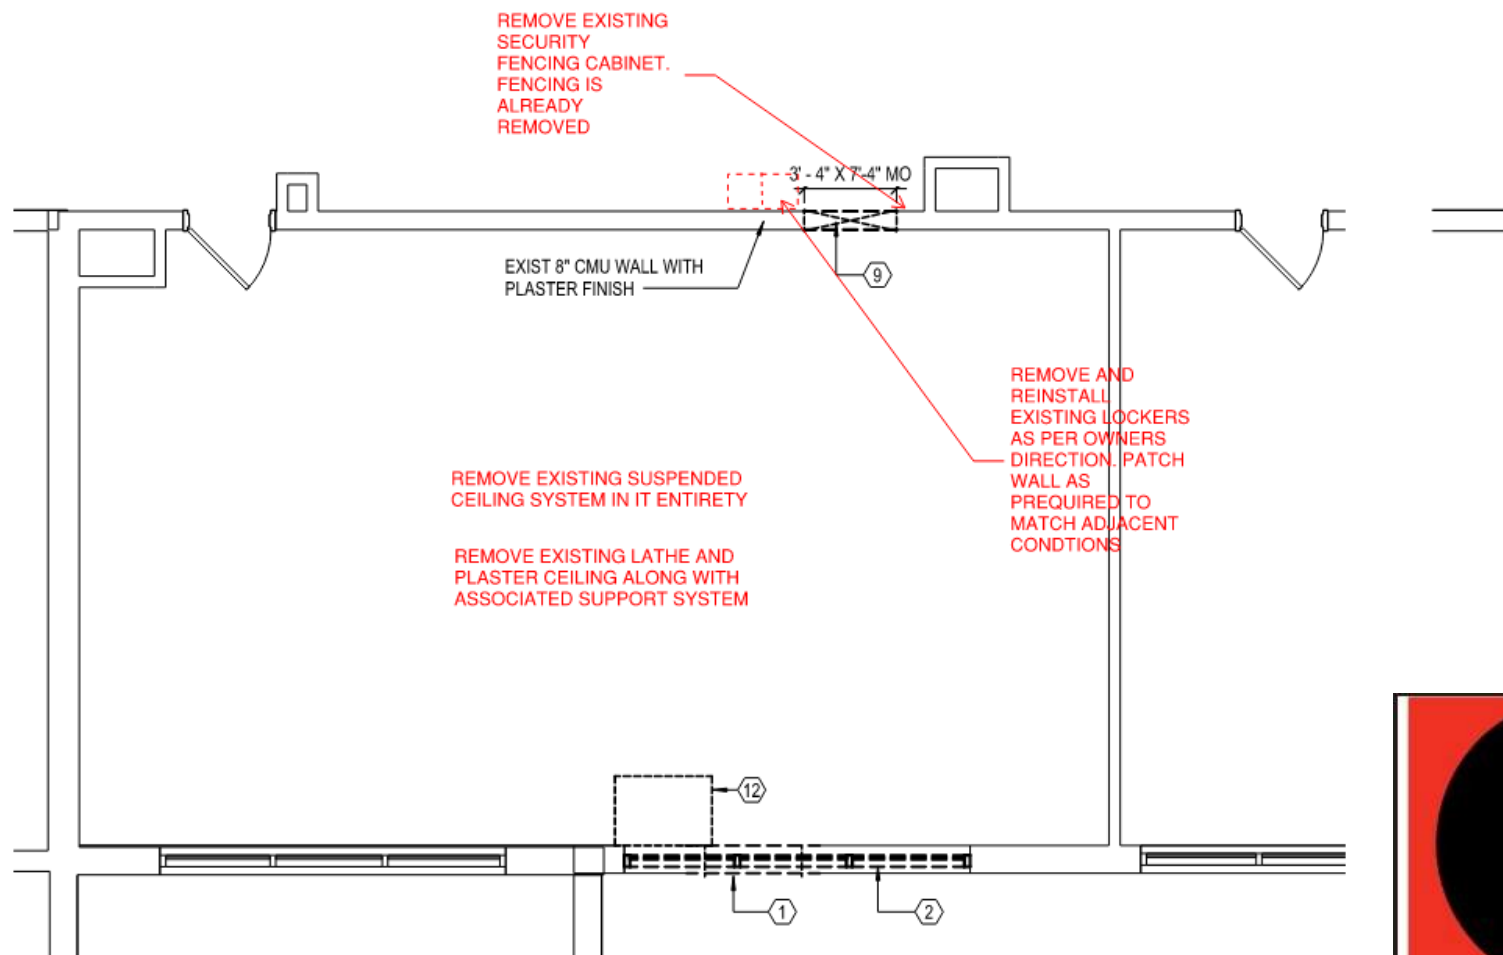 REMOVE EXISTING
SECURITY
FENCING CABINET.
FENCING IS
ALREADY
REMOVED
3' - 4" X 7'-4" MO
EXIST 8" CMU WALL WITH
PLASTER FINISH
9
REMOVE AND
REINSTALL
EXISTING LOCKERS
AS PER OWNERS
DIRECTION. PATCH
WALL AS
PREQUIRED TO
MATCH ADJACENT
CONDTIONS
REMOVE EXISTING SUSPENDED
CEILING SYSTEM IN IT ENTIRETY
REMOVE EXISTING LATHE AND
PLASTER CEILING ALONG WITH
ASSOCIATED SUPPORT SYSTEM
12
1
2